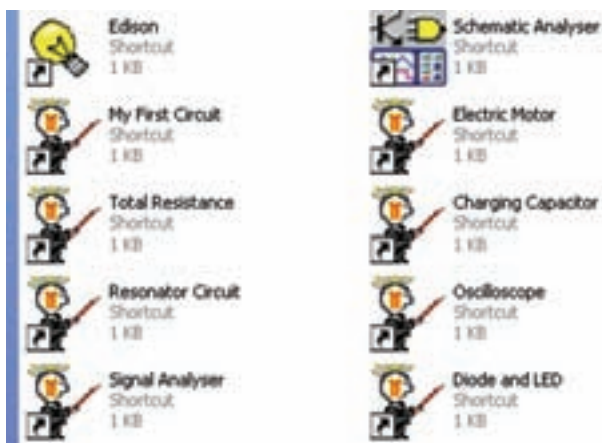 Edison
Shortcut
1 KB
Schematic Analyser
Shortcut
1 KB
My First Circuit
Shortcut
1 KB
Electric Motor
Shortcut
1 KB
Total Resistance
Shortcut
1 KB
Charging Capacitor
Shortcut
1 KB
Resonator Circuit
Shortcut
1 KB
Oscilloscope
Shortcut
1 KB
Signal Analyser
Shortcut
1 KB
Diode and LED
Shortcut
1 KB